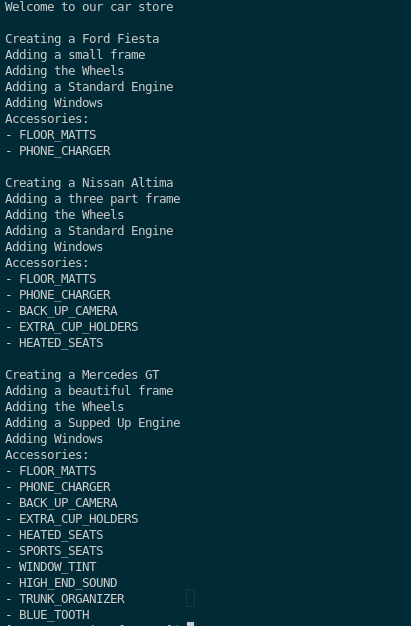 Welcome to our car store
Creating a Ford Fiesta
Adding a small frame
Adding the Wheels
Adding a Standard Engine
Adding Windows
Accessories:
- FLOOR_MATTS
- PHONE_CHARGER
Creating a Nissan Altima
Adding a three part frame
Adding the Wheels
Adding a Standard Engine
Adding Windows
Accessories:
- FLOOR_MATTS
- PHONE_CHARGER
- BACK_UP_CAMERA
- EXTRA_CUP_HOLDERS
- HEATED_SEATS
Creating a Mercedes GT
Adding a beautiful frame
Adding the Wheels
Adding a Supped Up Engine
Adding Windows
Accessories:
- FLOOR_MATTS
- PHONE_CHARGER
- BACK_UP_CAMERA
- EXTRA_CUP_HOLDERS
- HEATED_SEATS
- SPORTS_SEATS
- WINDOW_TINT
- HIGH_END_SOUND
- TRUNK_ORGANIZER
- BLUE_TOOTH